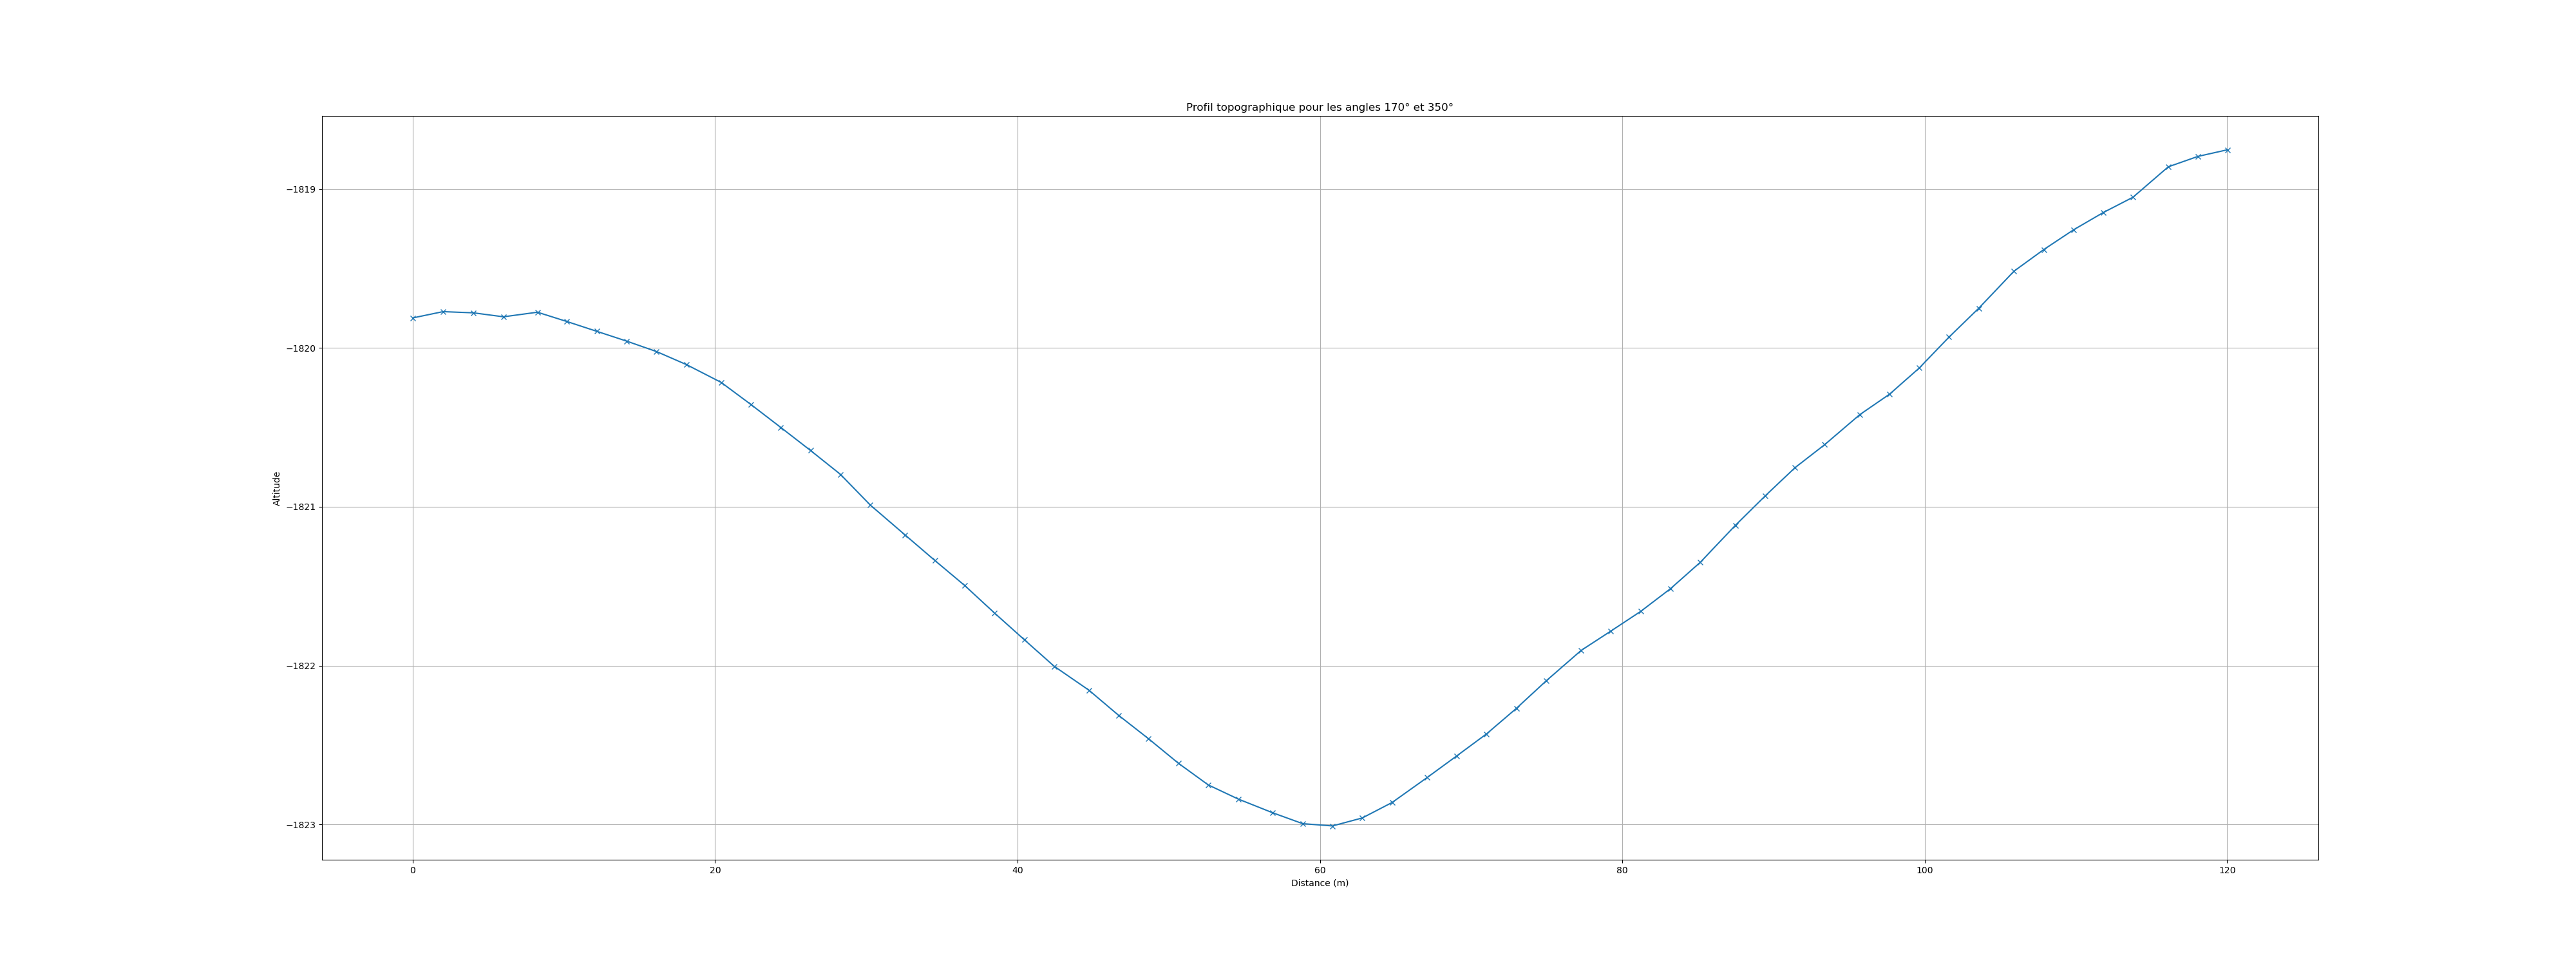 Profil topographique pour les angles 170° et 350°
Altitude
−1819
−1820
−1821
−1822
−1823
0 20 40 60 80 100 120
Distance (m)